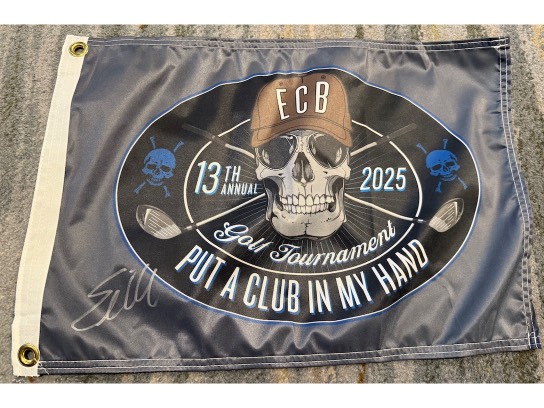 ECB
13TH ANNUAL 2025
Golf Tournament
PUT A CLUB IN MY HAND